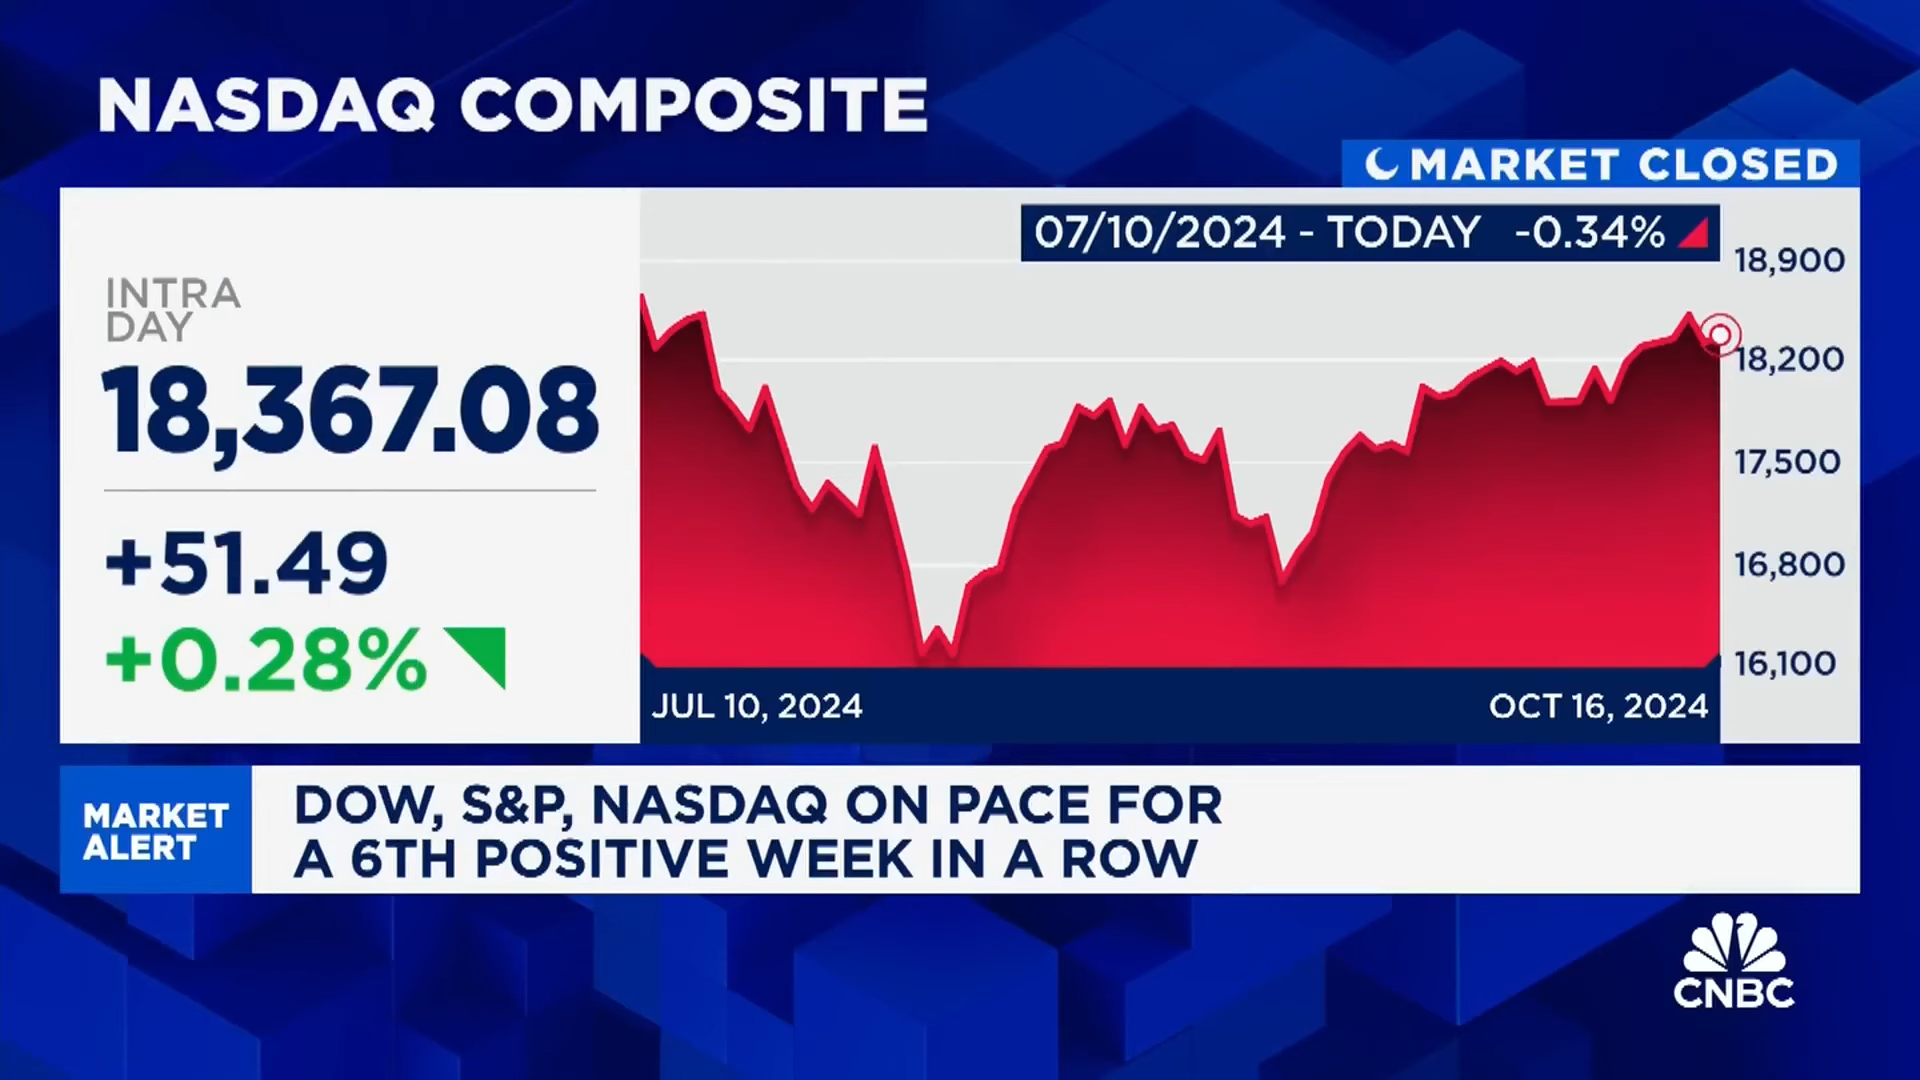 NASDAQ COMPOSITE
MARKET CLOSED
INTRA
DAY
18,367.08
+51.49
+0.28%
07/10/2024 - TODAY -0.34%
18,900
18,200
17,500
16,800
16,100
JUL 10, 2024
OCT 16, 2024
MARKET
ALERT
DOW, S&P, NASDAQ ON PACE FOR
A 6TH POSITIVE WEEK IN A ROW
CNBC